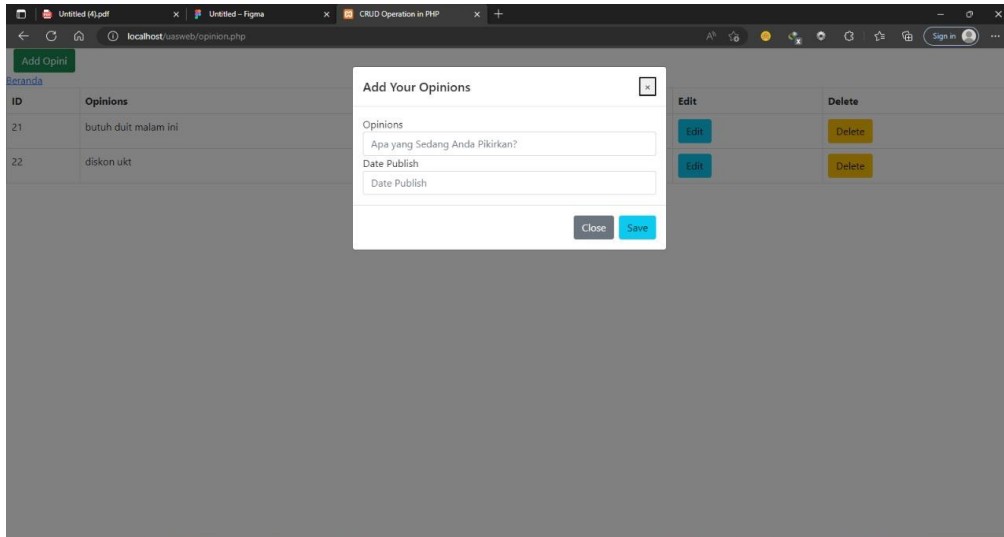 Untitled (4).pdf
Untitled – Figma
CRUD Operation in PHP
localhost/uasweb/opinion.php
Sign in
Add Opini
Beranda
ID Opinions Edit Delete
21 butuh duit malam ini Edit Delete
22 diskon ukt Edit Delete
Add Your Opinions
Opinions
Apa yang Sedang Anda Pikirkan?
Date Publish
Date Publish
Close Save